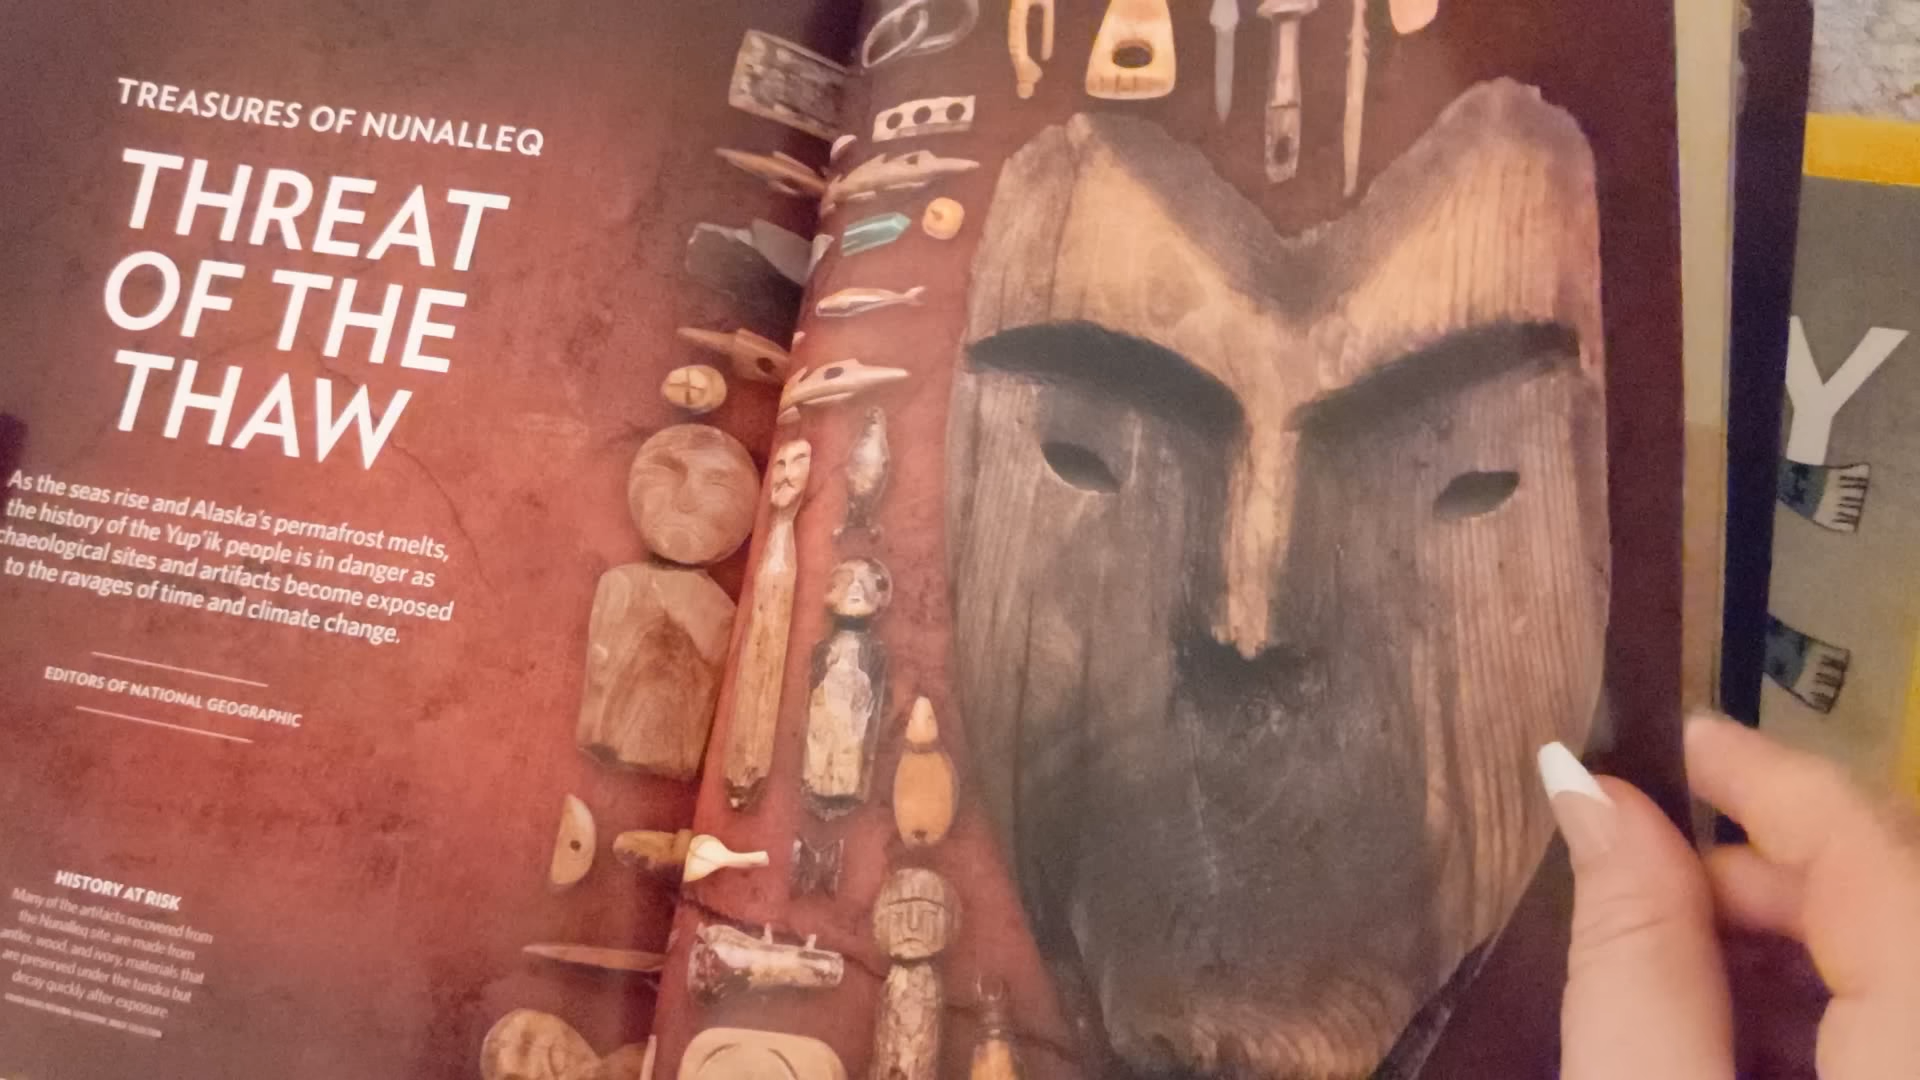 TREASURES OF NUNALLEQ
THREAT
OF THE
THAW
As the seas rise and Alaska's permafrost melts,
the history of the Yup'ik people is in danger as
chaeological sites and artifacts become exposed
to the ravages of time and climate change.
EDITORS OF NATIONAL GEOGRAPHIC
HISTORY AT RISK
Many of the artifacts recovered from
the Nunalleq site are made from
antler, wood, and ivory, materials that
are preserved under the tundra but
decay quickly after exposure
Y